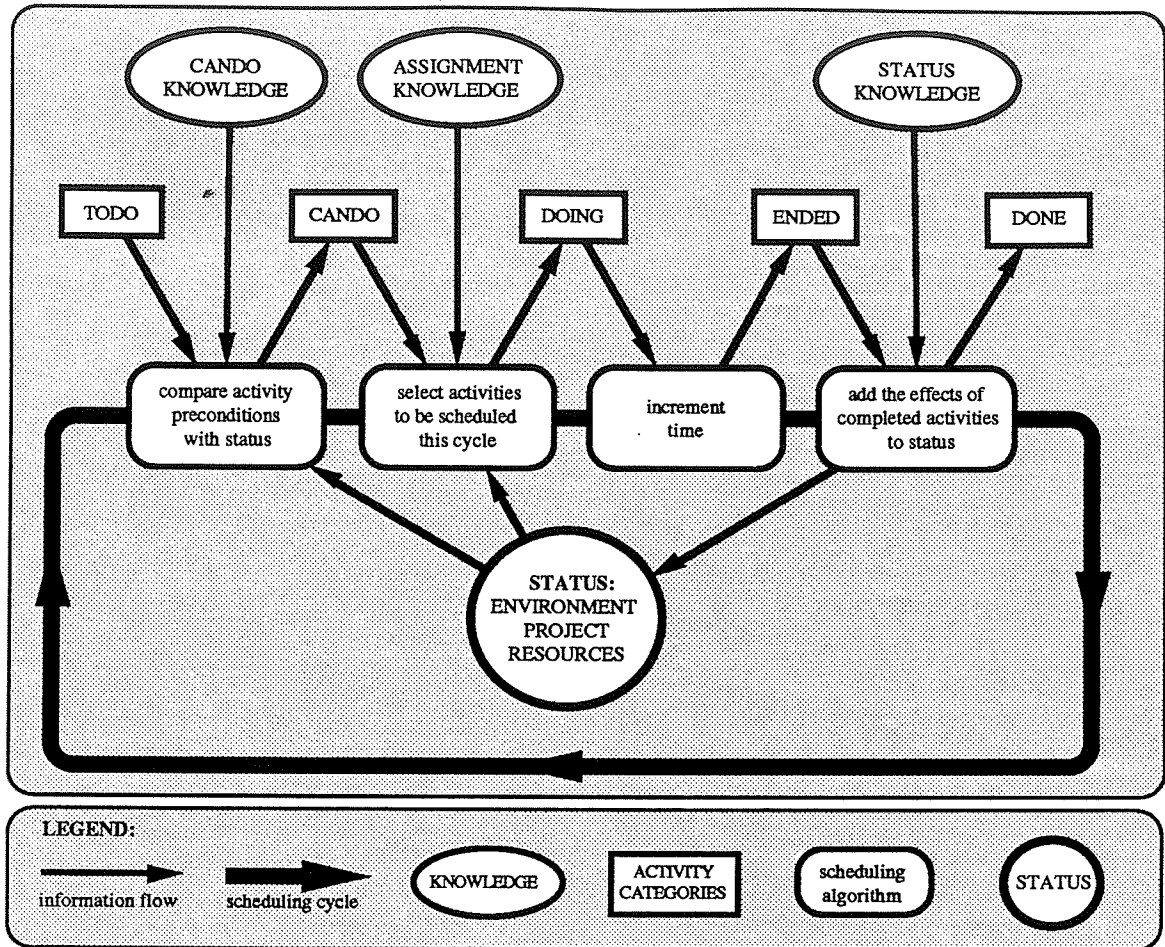 CANDO
KNOWLEDGE
ASSIGNMENT
KNOWLEDGE
STATUS
KNOWLEDGE
TODO
CANDO
DOING
ENDED
DONE
compare activity
preconditions
with status
select activities
to be scheduled
this cycle
increment
time
add the effects of
completed activities
to status
STATUS:
ENVIRONMENT
PROJECT
RESOURCES
LEGEND:
information flow
scheduling cycle
KNOWLEDGE
ACTIVITY
CATEGORIES
scheduling
algorithm
STATUS